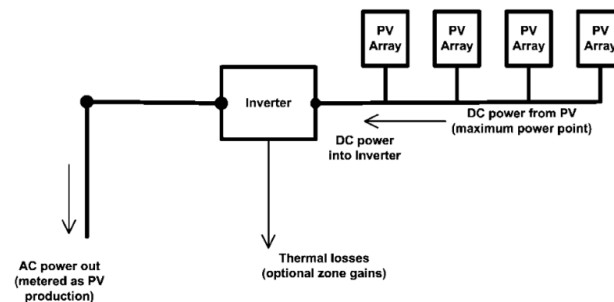 PV
Array
PV
Array
PV
Array
PV
Array
Inverter
DC power from PV
(maximum power point)
DC power
into Inverter
Thermal losses
(optional zone gains)
AC power out
(metered as PV
production)